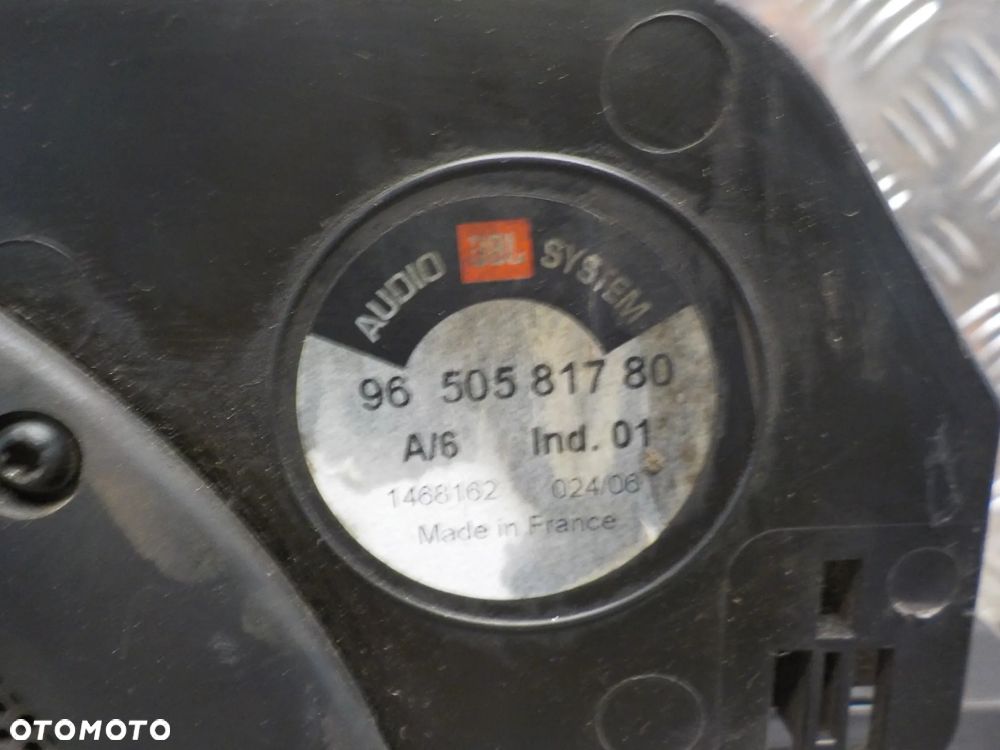 AUDIO JBL SYSTEM
96 505 817 80
A/6 Ind. 01
1468162 024/06
Made in France
OTOMOTO